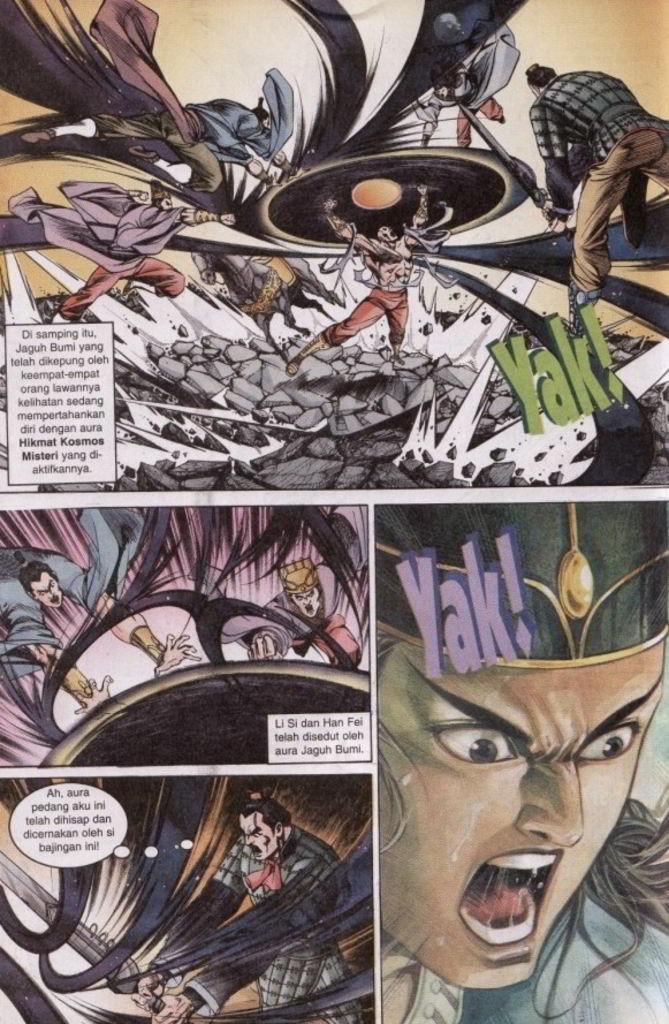 Di samping itu,
Jaguh Bumi yang
telah dikepung oleh
keempat-empat
orang lawannya
kelihatan sedang
mempertahankan
diri dengan aura
Hikmat Kosmos
Misteri yang di-
aktifkannya.
Yak!
Yak!
Li Si dan Han Fei
telah disedut oleh
aura Jaguh Bumi.
Ah, aura
pedang aku ini
telah dihisap dan
dicernakan oleh si
bajingan ini!